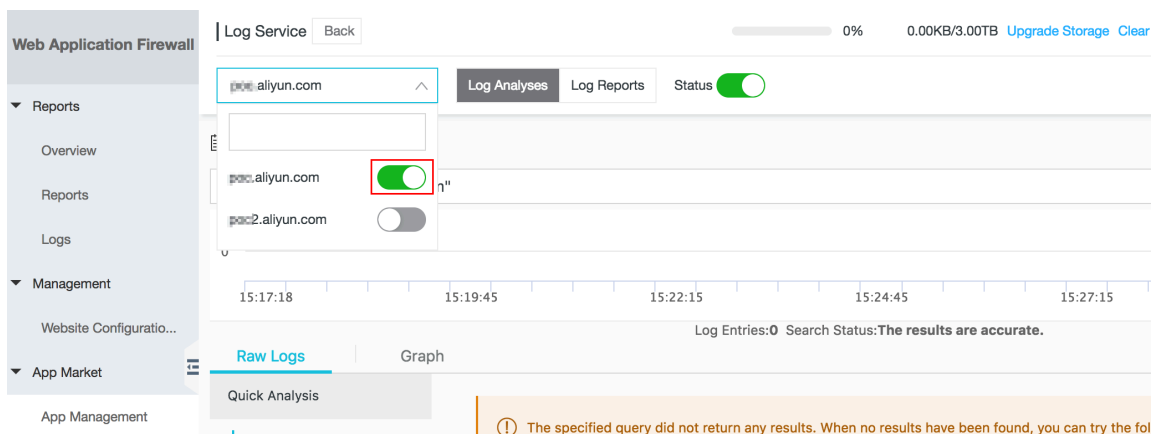 Web Application Firewall
Log Service Back 0% 0.00KB/3.00TB Upgrade Storage Clear
.aliyun.com Log Analyses Log Reports Status
Reports
Overview
.aliyun.com
n"
Reports
2.aliyun.com
Logs
0
Management
15:17:18 15:19:45 15:22:15 15:24:45 15:27:15
Website Configuratio...
Log Entries:0 Search Status:The results are accurate.
Raw Logs Graph
App Market
Quick Analysis
App Management
The specified query did not return any results. When no results have been found, you can try the fol